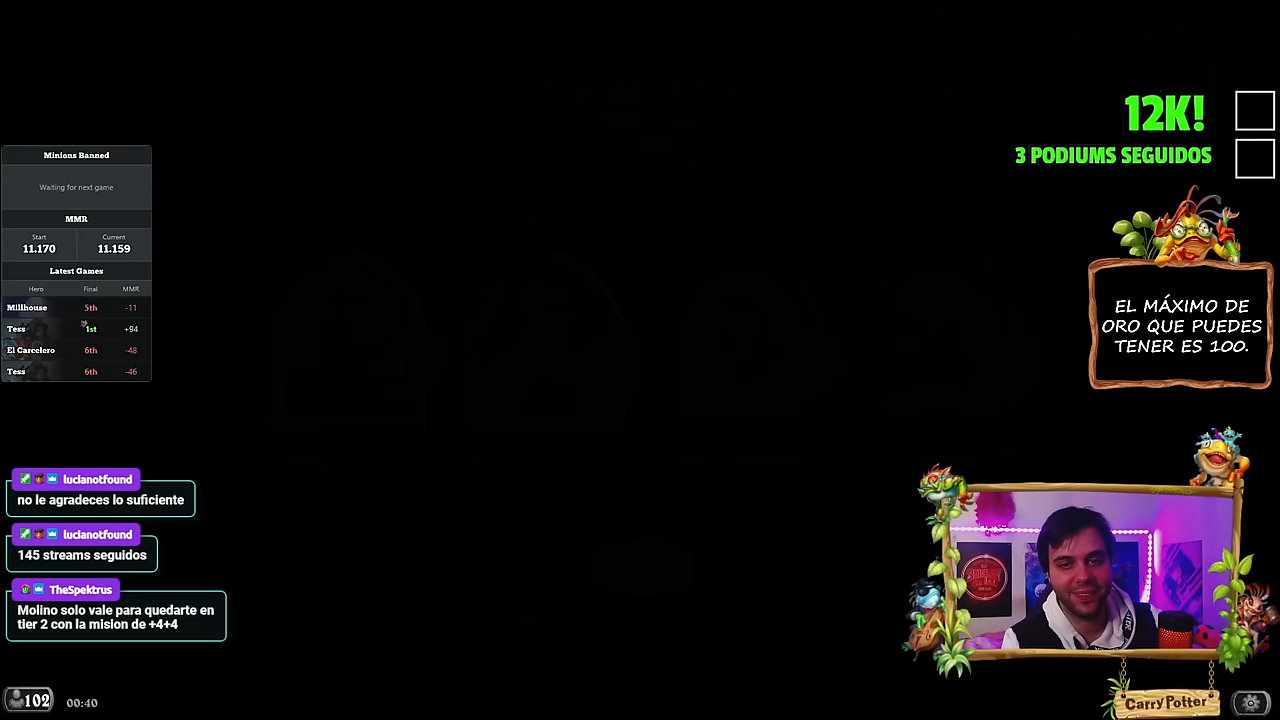 12K!
3 PODIUMS SEGUIDOS
Minions Banned
Waiting for next game
MMR
Start Current
11.170 11.159
Latest Games
Hero Final MMR
Millhouse 5th -11
Tess 1st +94
El Carcelero 6th -48
Tess 6th -46
EL MÁXIMO DE
ORO QUE PUEDES
TENER ES 100.
lucianotfound
no le agradeces lo suficiente
lucianotfound
145 streams seguidos
TheSpektrus
Molino solo vale para quedarte en
tier 2 con la mision de +4+4
102 00:40
CarryPotter